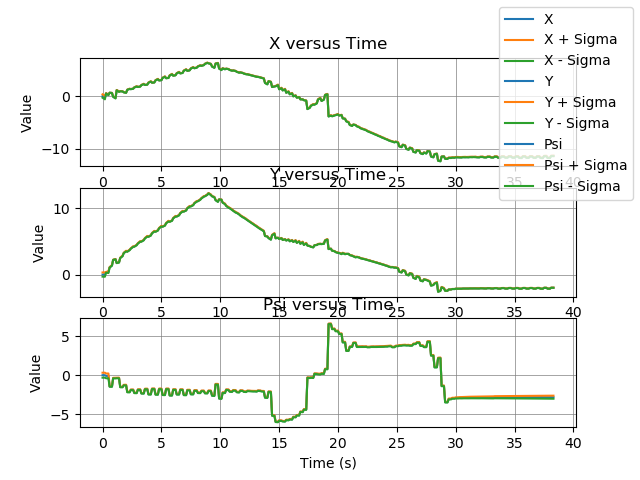 X versus Time
X
X + Sigma
X - Sigma
Y
Y + Sigma
Y - Sigma
Psi
Psi + Sigma
Psi - Sigma
Value
0
−10
0 5 10 15 20 25 30 35 40
Y versus Time
Value
10
0
0 5 10 15 20 25 30 35 40
Psi versus Time
Value
5
0
−5
0 5 10 15 20 25 30 35 40
Time (s)